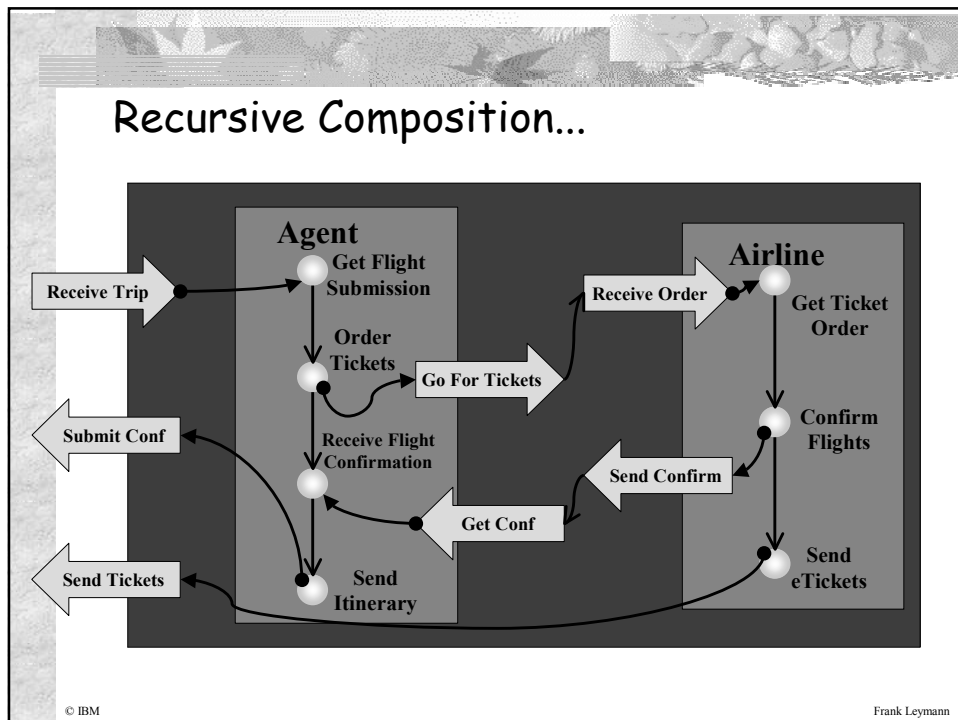 Recursive Composition...
Agent
Get Flight
Submission
Receive Trip
Order
Tickets
Go For Tickets
Receive Order
Airline
Get Ticket
Order
Submit Conf
Receive Flight
Confirmation
Get Conf
Send Confirm
Confirm
Flights
Send Tickets
Send
Itinerary
Send
eTickets
© IBM
Frank Leymann